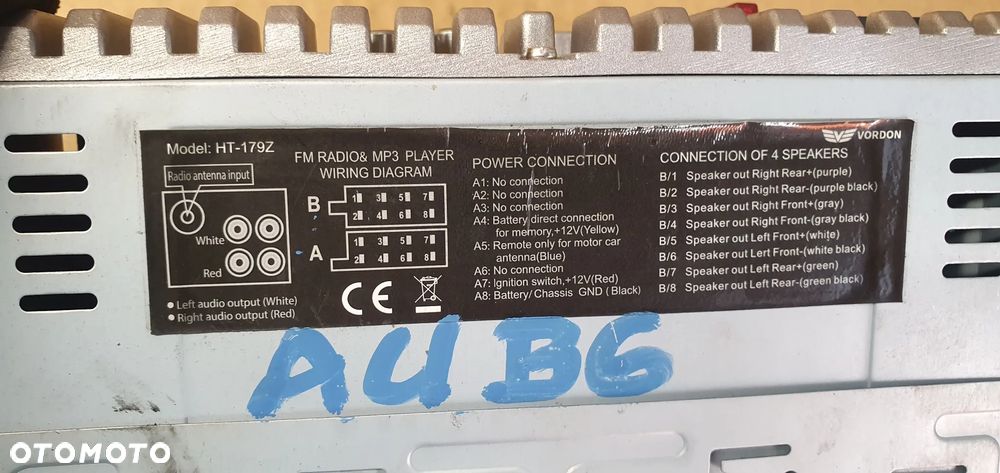 VORDON
Model: HT-179Z
Radio antenna input
White
Red
● Left audio output (White)
● Right audio output (Red)
FM RADIO& MP3 PLAYER
WIRING DIAGRAM
B
1 3 5 7
2 4 6 8
A
1 3 5 7
2 4 6 8
CE
POWER CONNECTION
A1: No connection
A2: No connection
A3: No connection
A4: Battery direct connection
for memory,+12V(Yellow)
A5: Remote only for motor car
antenna(Blue)
A6: No connection
A7: Ignition switch,+12V(Red)
A8: Battery/ Chassis GND (Black)
CONNECTION OF 4 SPEAKERS
B/1 Speaker out Right Rear+(purple)
B/2 Speaker out Right Rear-(purple black)
B/3 Speaker out Right Front+(gray)
B/4 Speaker out Right Front-(gray black)
B/5 Speaker out Left Front+(white)
B/6 Speaker out Lert Front-(white black)
B/7 Speaker out Left Rear+(green)
B/8 Speaker out Left Rear-(green black)
AU B6
OTOMOTO